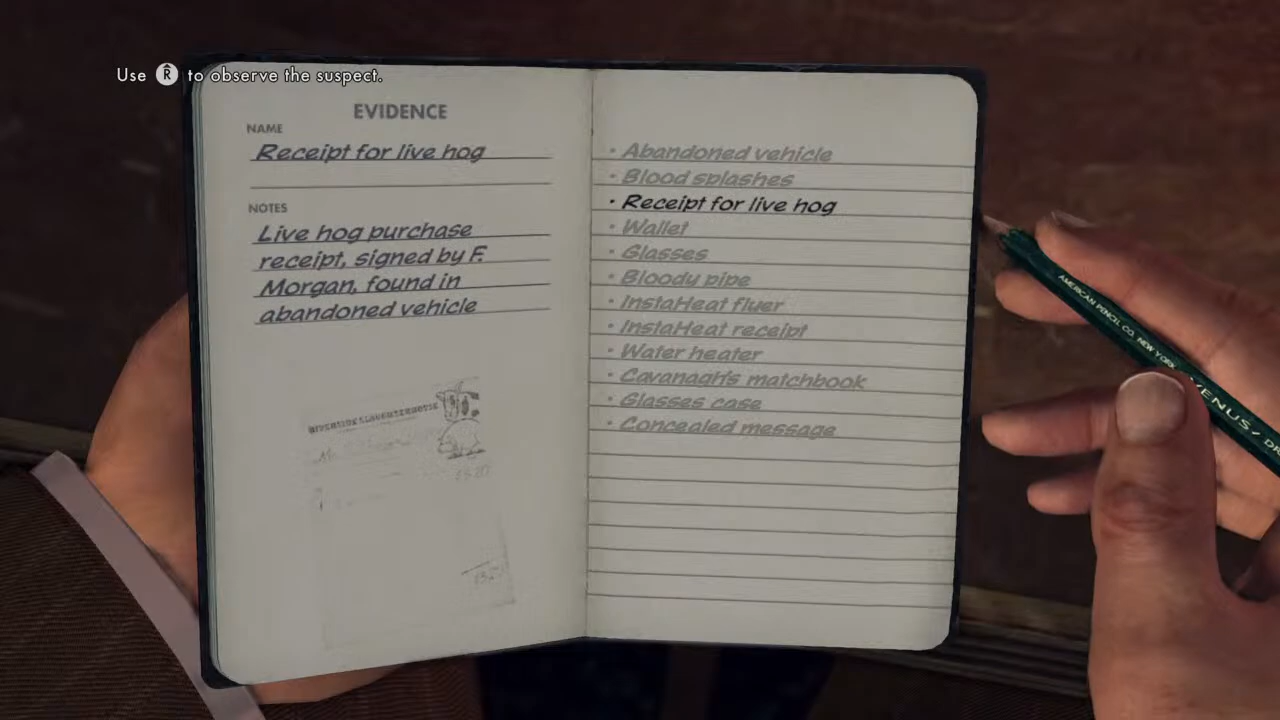 Use R to observe the suspect.
EVIDENCE
NAME
Receipt for live hog
NOTES
Live hog purchase
receipt, signed by F.
Morgan, found in
abandoned vehicle
• Abandoned vehicle
• Blood splashes
• Receipt for live hog
• Wallet
• Glasses
• Bloody pipe
• InstaHeat fluer
• InstaHeat receipt
• Water heater
• Cavanagh's matchbook
• Glasses case
• Concealed message
AMERICAN PENCIL CO. NEW YORK
VENUS